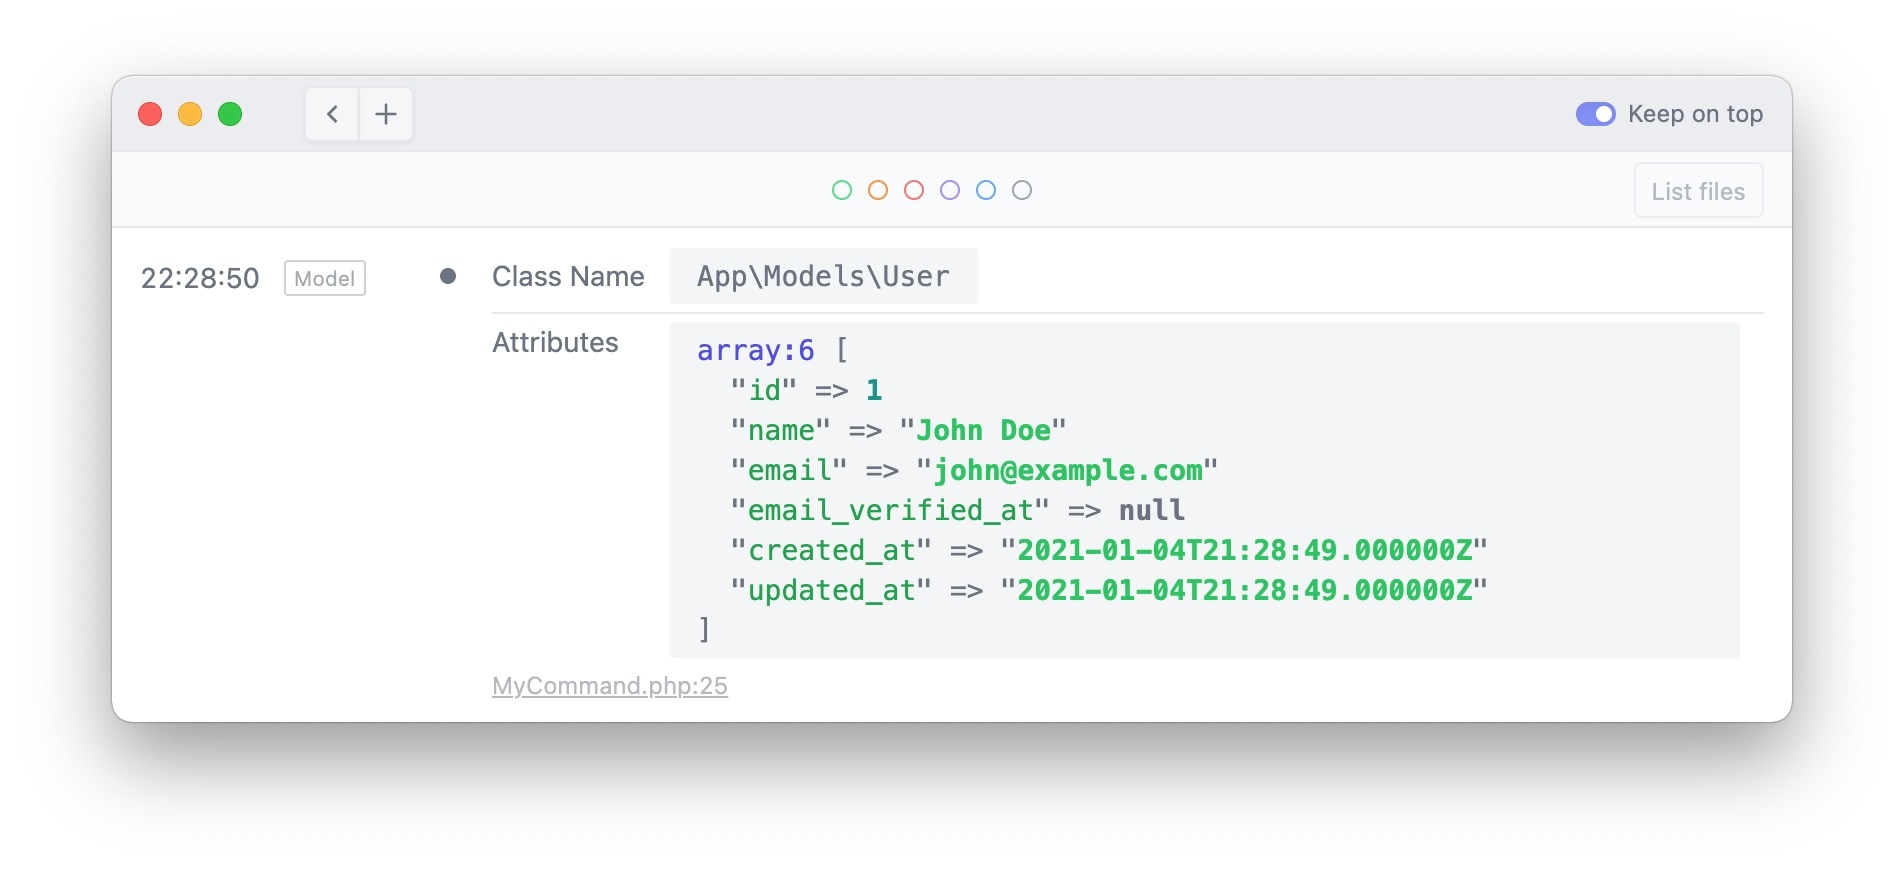 Keep on top
List files
22:28:50 Model Class Name App\Models\User
Attributes
array:6 [
"id" => 1
"name" => "John Doe"
"email" => "john@example.com"
"email_verified_at" => null
"created_at" => "2021-01-04T21:28:49.000000Z"
"updated_at" => "2021-01-04T21:28:49.000000Z"
]
MyCommand.php:25